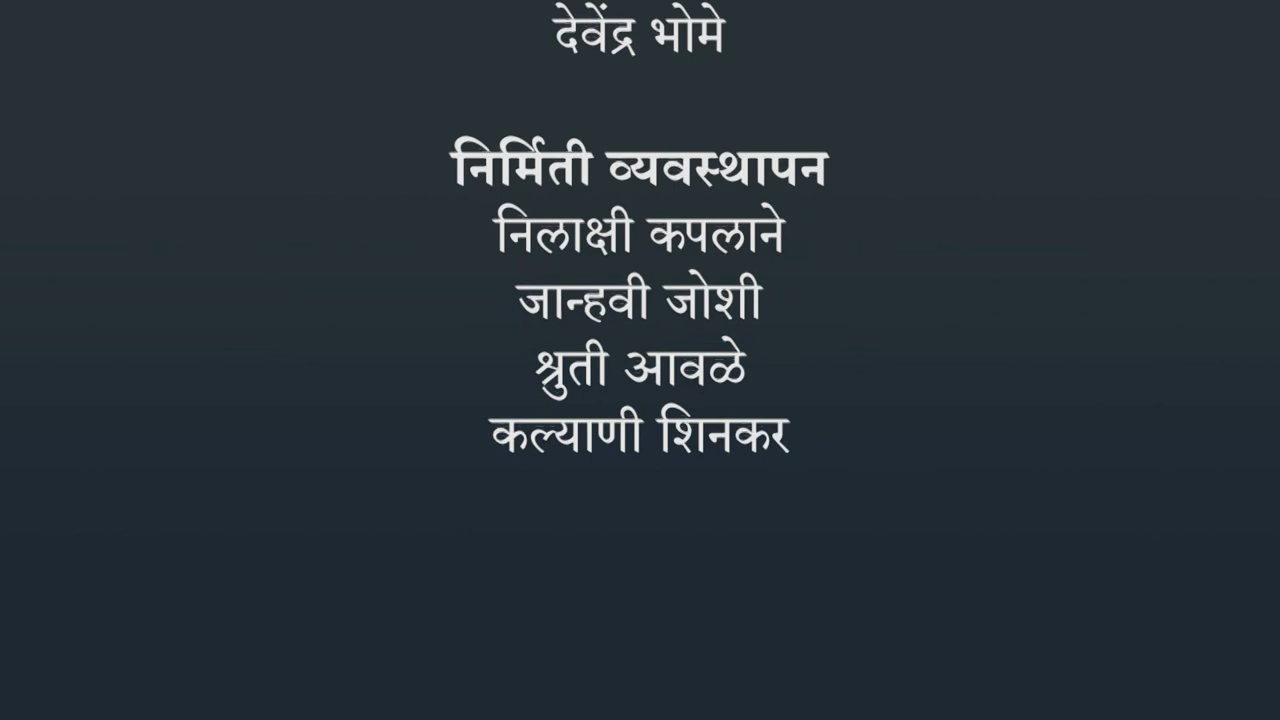 देवेंद्र भोमे
निर्मिती व्यवस्थापन
निलाक्षी कपलाने
जान्हवी जोशी
श्रुती आवळे
कल्याणी शिनकर